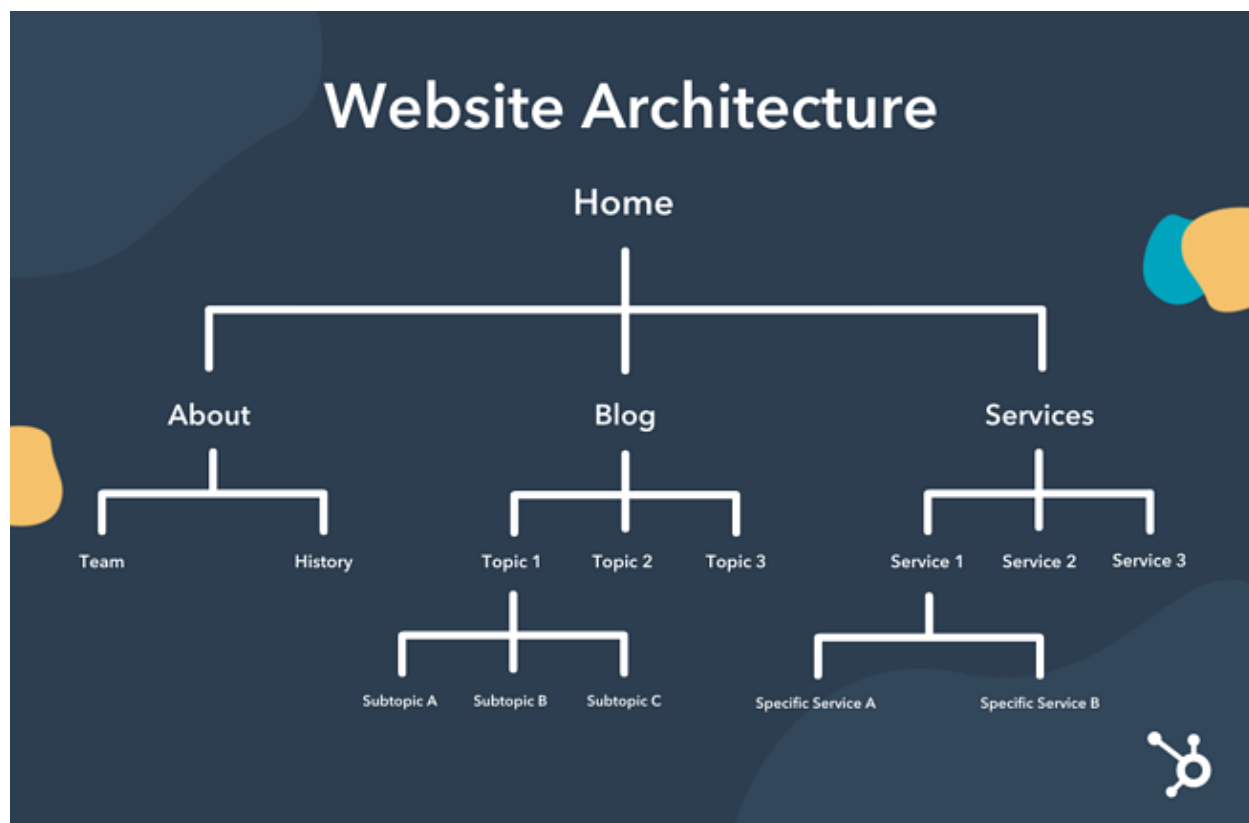 Website Architecture
Home
About Blog Services
Team History Topic 1 Topic 2 Topic 3 Service 1 Service 2 Service 3
Subtopic A Subtopic B Subtopic C Specific Service A Specific Service B